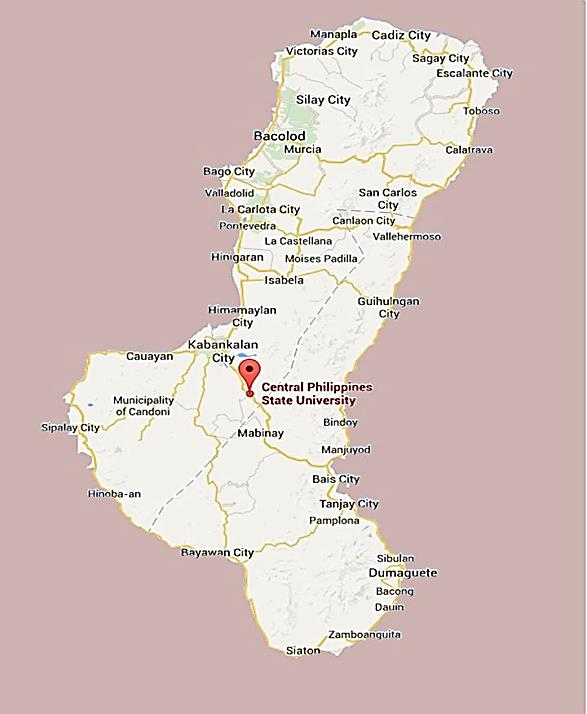 Manapla
Cadiz City
Victorias City
Sagay City
Escalante City
Silay City
Toboso
Bacolod
Murcia
Calatrava
Bago City
Valladolid
San Carlos
City
La Carlota City
Canlaon City
Pontevedra
Vallehermoso
La Castellana
Hinigaran
Moises Padilla
Isabela
Guihulngan
City
Himamaylan
City
Kabankalan
City
Cauayan
Central Philippines
State University
Municipality
of Candoni
Bindoy
Sipalay City
Mabinay
Manjuyod
Bais City
Hinoba-an
Tanjay City
Pamplona
Bayawan City
Sibulan
Dumaguete
Bacong
Dauin
Zamboanguita
Siaton